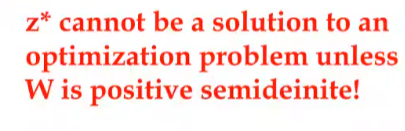 z* cannot be a solution to an
optimization problem unless
W is positive semideinite!